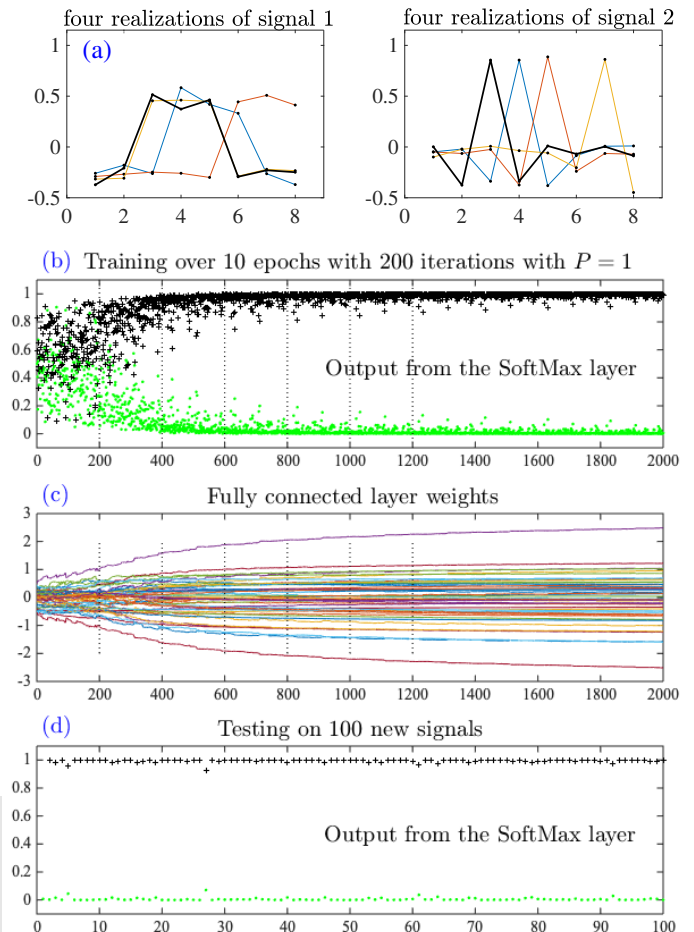 four realizations of signal 1
four realizations of signal 2
(a)
1
0.5
0
-0.5
0 2 4 6 8
1
0.5
0
-0.5
0 2 4 6 8
(b) Training over 10 epochs with 200 iterations with P = 1
1
0.8
0.6
0.4
0.2
0
Output from the SoftMax layer
0 200 400 600 800 1000 1200 1400 1600 1800 2000
(c) Fully connected layer weights
3
2
1
0
-1
-2
-3
0 200 400 600 800 1000 1200 1400 1600 1800 2000
(d) Testing on 100 new signals
1
0.8
0.6
0.4
0.2
0
Output from the SoftMax layer
0 10 20 30 40 50 60 70 80 90 100